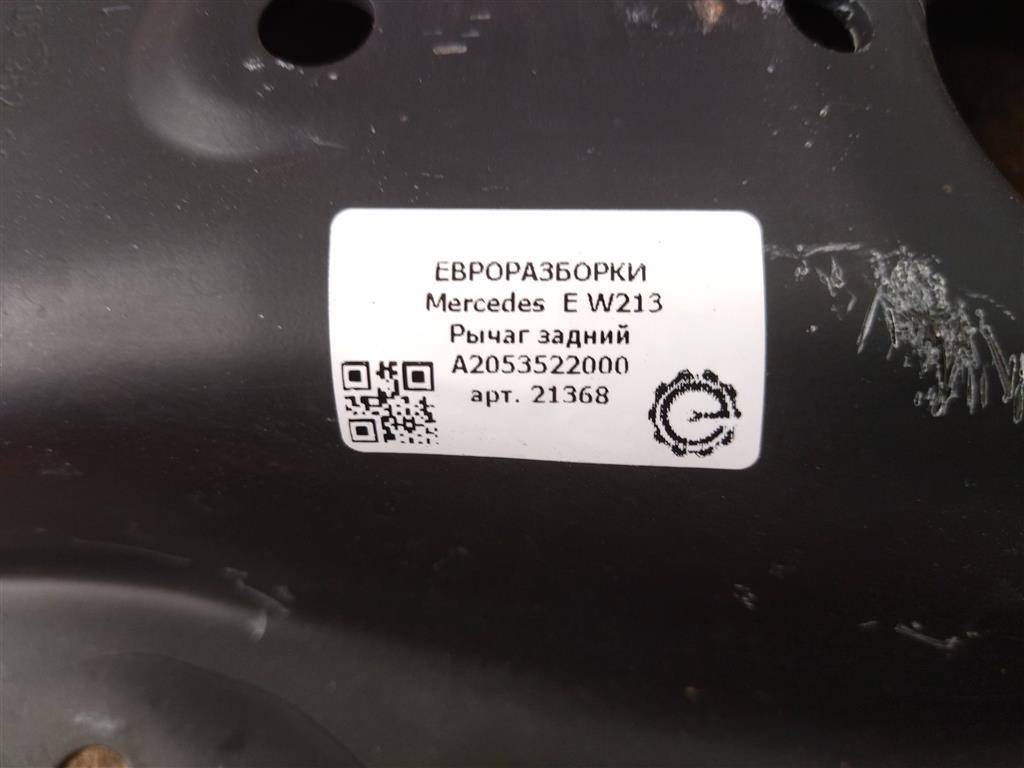 ЕВРОРАЗБОРКИ
Mercedes E W213
Рычаг задний
A2053522000
арт. 21368